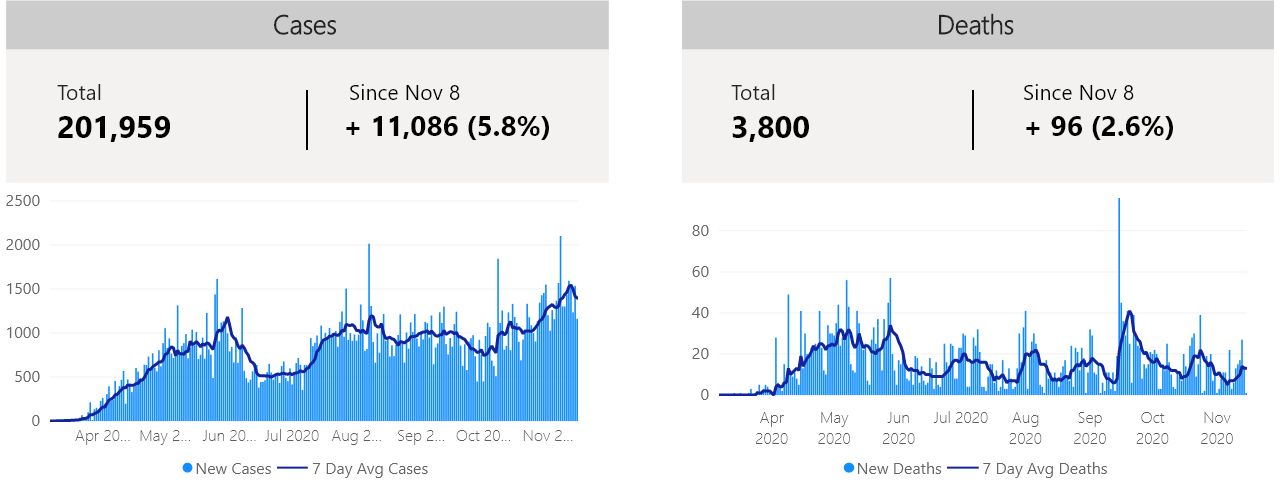 Cases
Total
201,959
Since Nov 8
+ 11,086 (5.8%)
2500
2000
1500
1000
500
0
Apr 20... May 2... Jun 20... Jul 2020 Aug 2... Sep 2... Oct 20... Nov 2...
New Cases 7 Day Avg Cases
Deaths
Total
3,800
Since Nov 8
+ 96 (2.6%)
80
60
40
20
0
Apr May Jun Jul 2020 Aug Sep Oct Nov
2020 2020 2020 2020 2020 2020 2020
New Deaths 7 Day Avg Deaths